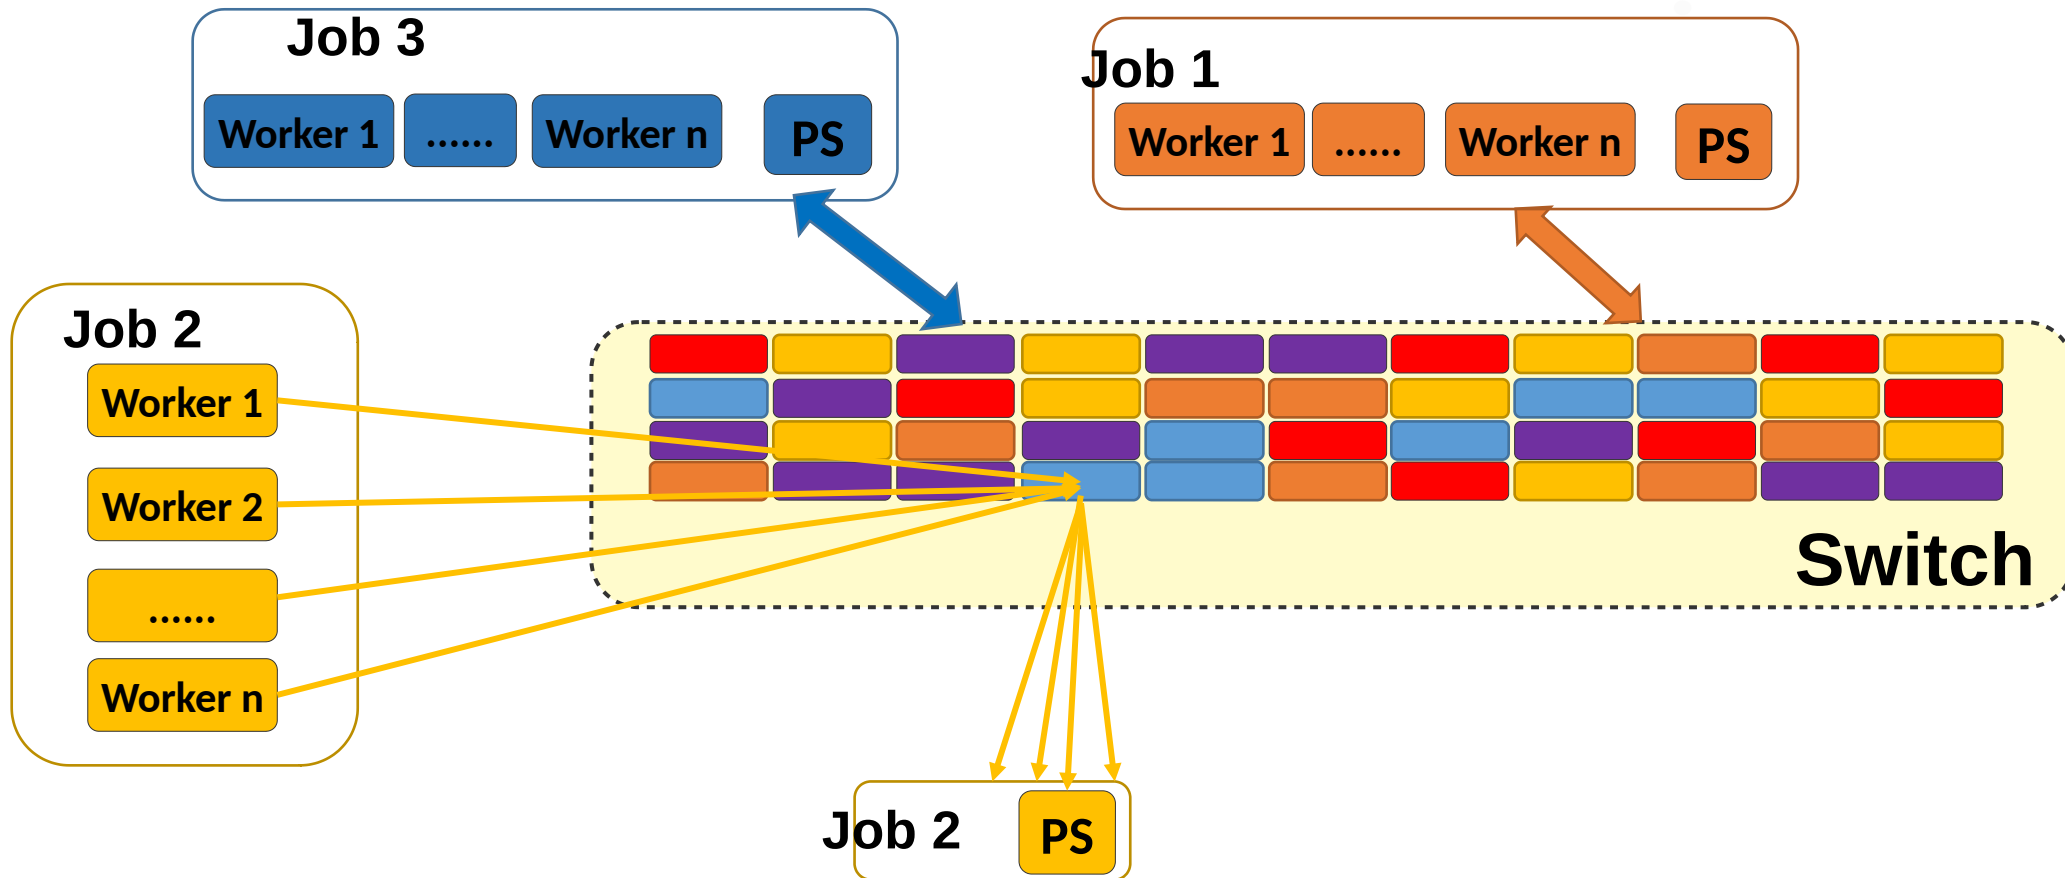 Job 3
Worker 1 ...... Worker n PS
Job 1
Worker 1 ...... Worker n PS
Job 2
Worker 1
Worker 2
......
Worker n
Switch
Job 2 PS